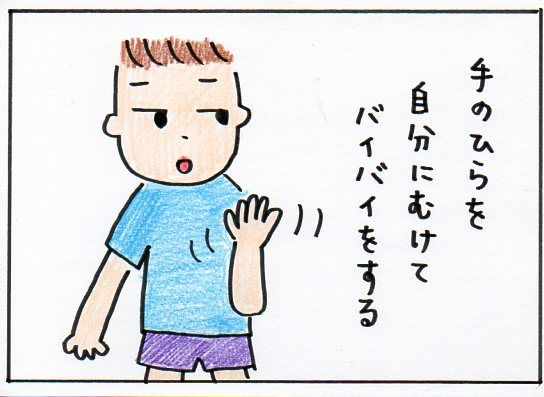 手のひらを
自分にむけて
バイバイをする